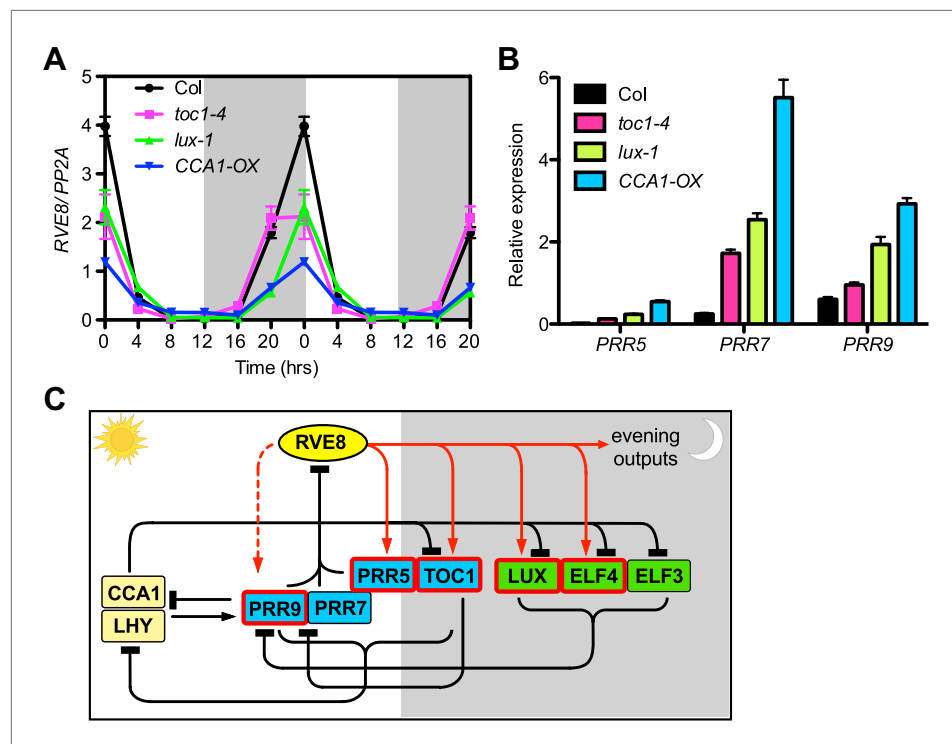 A
RVE8/PP2A
5
4
3
2
1
0
Col
toc1-4
lux-1
CCA1-OX
0 4 8 12 16 20 0 4 8 12 16 20
Time (hrs)
B
Relative expression
6
4
2
0
Col
toc1-4
lux-1
CCA1-OX
PRR5 PRR7 PRR9
C
RVE8
evening
outputs
PRR5 TOC1 LUX ELF4 ELF3
CCA1
LHY
PRR9 PRR7